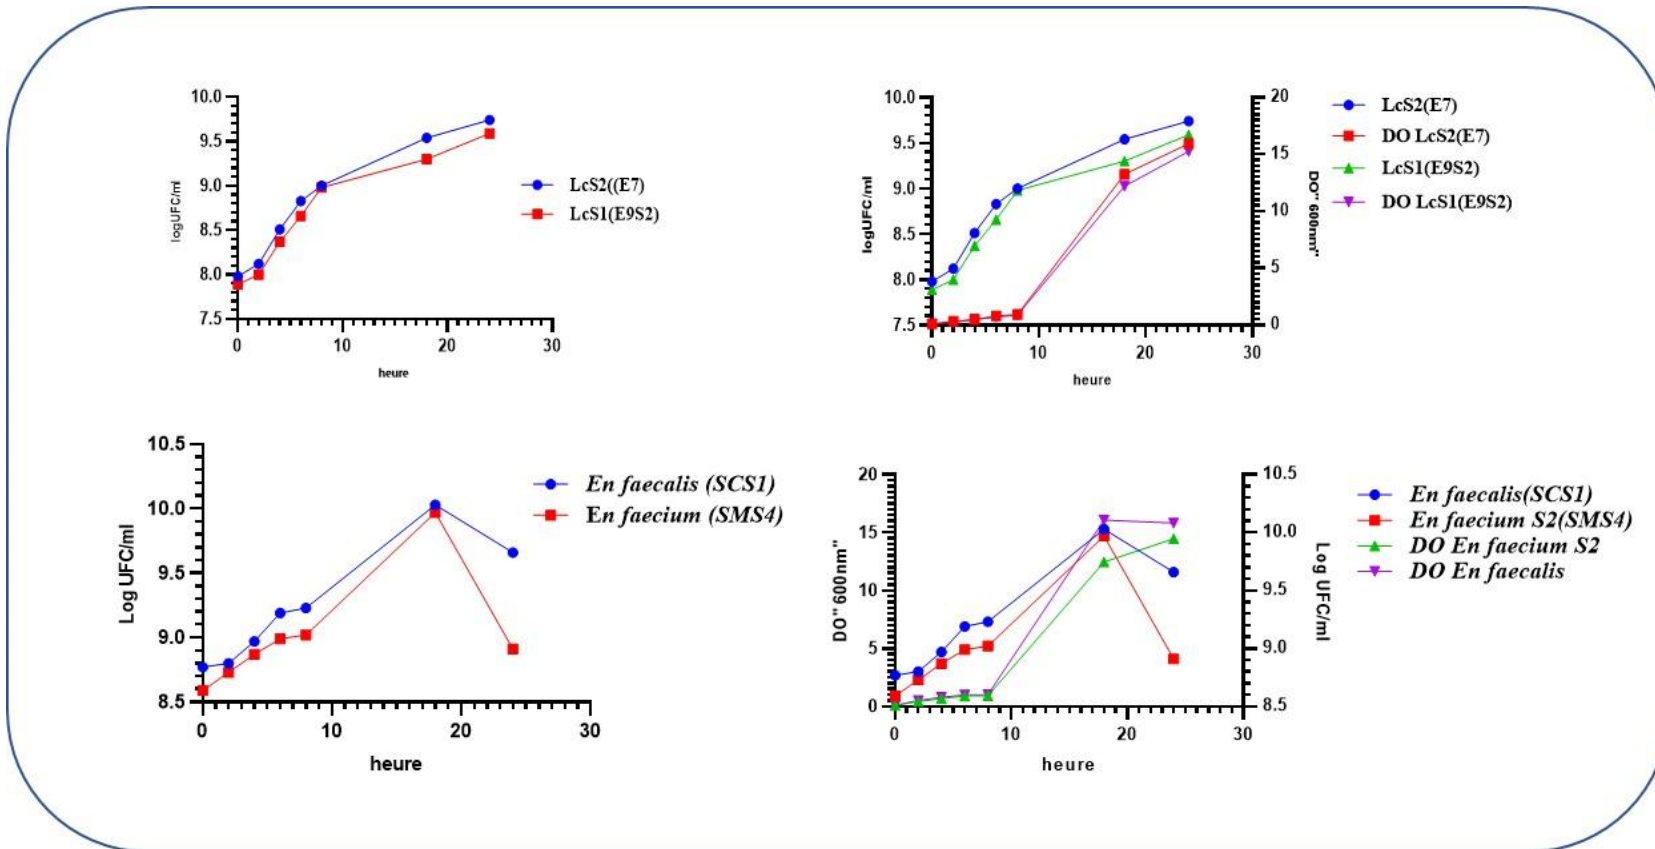 10.0
9.5
9.0
8.5
8.0
7.5
logUFC/ml
0
10
20
30
heure
LcS2((E7)
LcS1(E9S2)
10.0
9.5
9.0
8.5
8.0
7.5
logUFC/ml
20
15
10
5
0
DO" 600nm"
0
10
20
30
heure
LcS2(E7)
DO LcS2(E7)
LcS1(E9S2)
DO LcS1(E9S2)
10.5
10.0
9.5
9.0
8.5
Log UFC/ml
0
10
20
30
heure
En faecalis (SCS1)
En faecium (SMS4)
20
15
10
5
0
DO" 600nm"
10.5
10.0
9.5
9.0
8.5
Log UFC/ml
0
10
20
30
heure
En faecalis(SCS1)
En faecium S2(SMS4)
DO En faecium S2
DO En faecalis